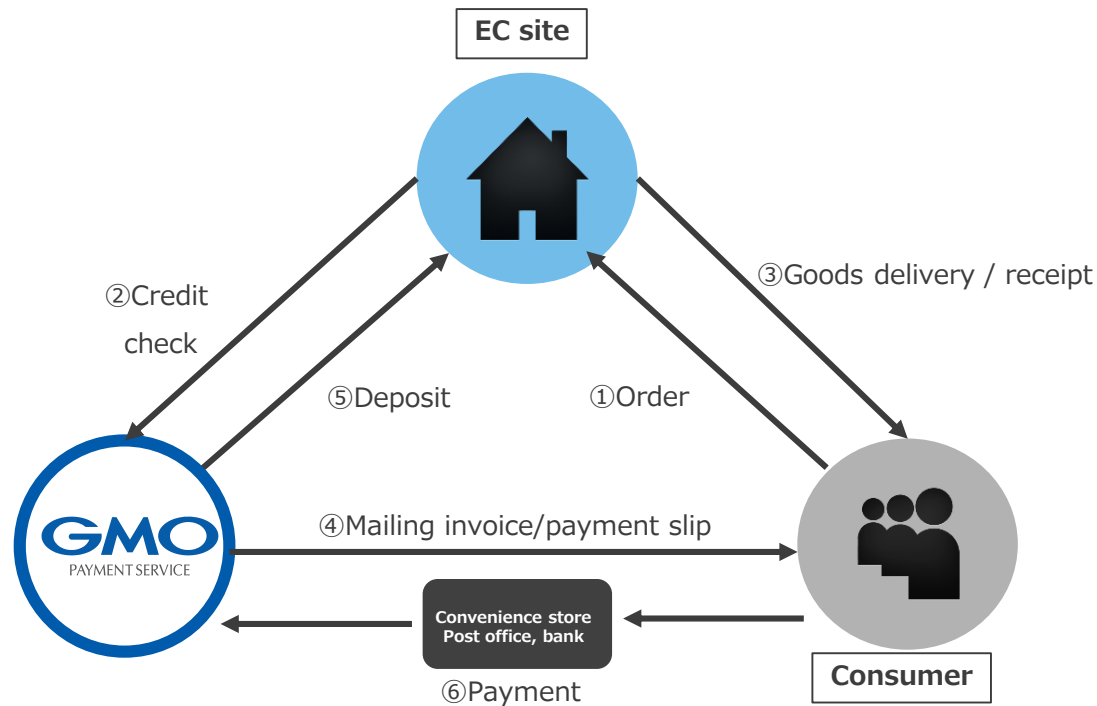 EC site
③Goods delivery / receipt
②Credit
check
⑤Deposit
①Order
④Mailing invoice/payment slip
GMO
PAYMENT SERVICE
Convenience store
Post office, bank
⑥Payment
Consumer